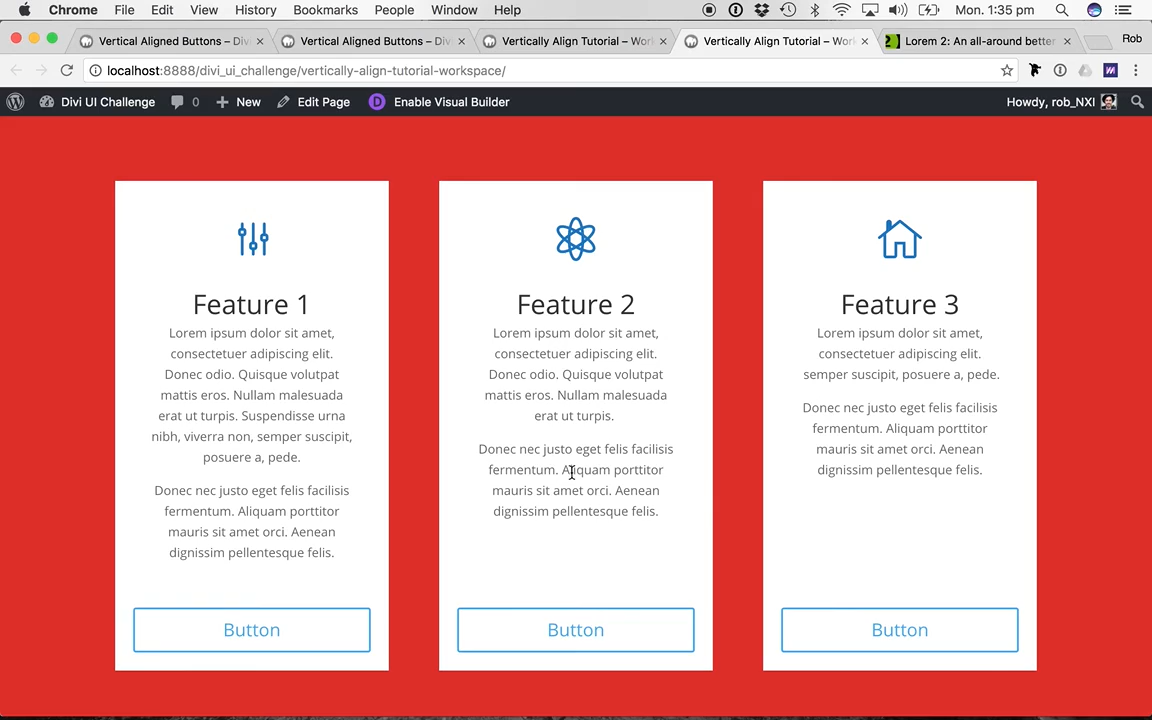 Chrome File Edit View History Bookmarks People Window Help Mon. 1:35 pm
Vertical Aligned Buttons – Div Vertical Aligned Buttons – Div Vertically Align Tutorial – Work Vertically Align Tutorial – Work Lorem 2: An all-around better Rob
localhost:8888/divi_ui_challenge/vertically-align-tutorial-workspace/
Divi UI Challenge 0 New Edit Page D Enable Visual Builder Howdy, rob_NXI
Feature 1
Lorem ipsum dolor sit amet,
consectetuer adipiscing elit.
Donec odio. Quisque volutpat
mattis eros. Nullam malesuada
erat ut turpis. Suspendisse urna
nibh, viverra non, semper suscipit,
posuere a, pede.
Donec nec justo eget felis facilisis
fermentum. Aliquam porttitor
mauris sit amet orci. Aenean
dignissim pellentesque felis.
Button
Feature 2
Lorem ipsum dolor sit amet,
consectetuer adipiscing elit.
Donec odio. Quisque volutpat
mattis eros. Nullam malesuada
erat ut turpis.
Donec nec justo eget felis facilisis
fermentum. Aliquam porttitor
mauris sit amet orci. Aenean
dignissim pellentesque felis.
Button
Feature 3
Lorem ipsum dolor sit amet,
consectetuer adipiscing elit.
semper suscipit, posuere a, pede.
Donec nec justo eget felis facilisis
fermentum. Aliquam porttitor
mauris sit amet orci. Aenean
dignissim pellentesque felis.
Button